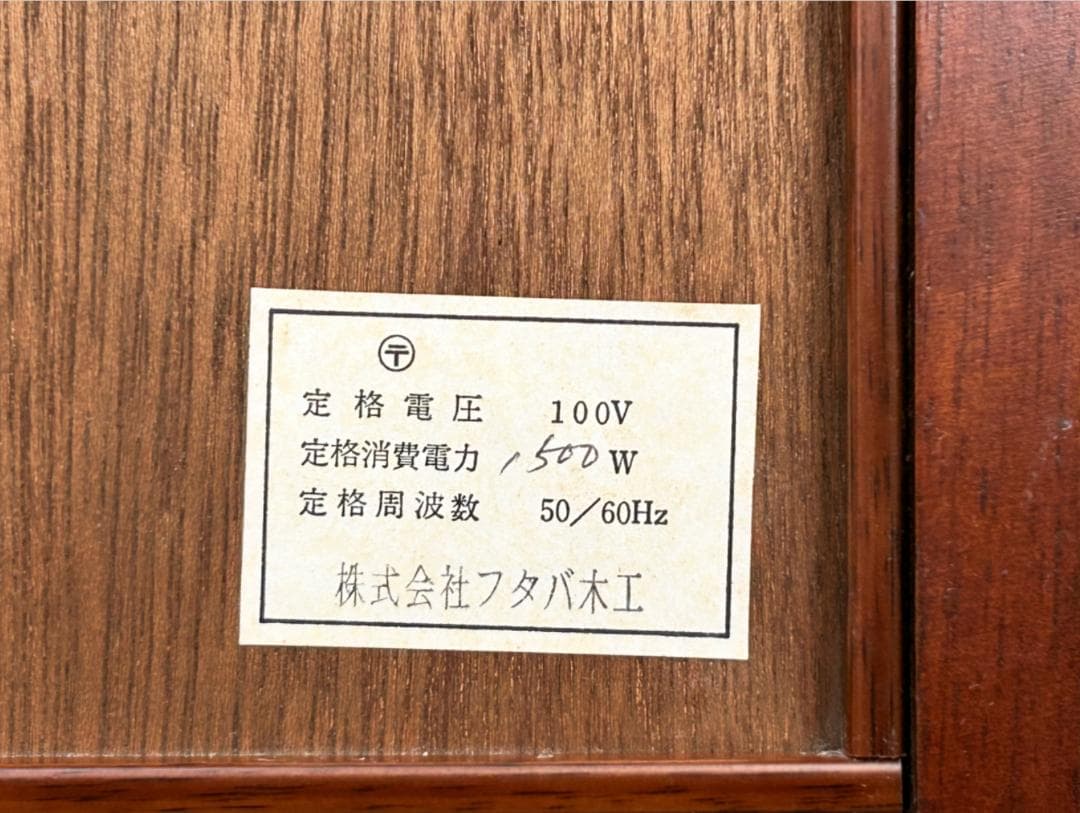 〒
定格電圧 100V
定格消費電力 1500W
定格周波数 50/60Hz
株式会社フタバ木工